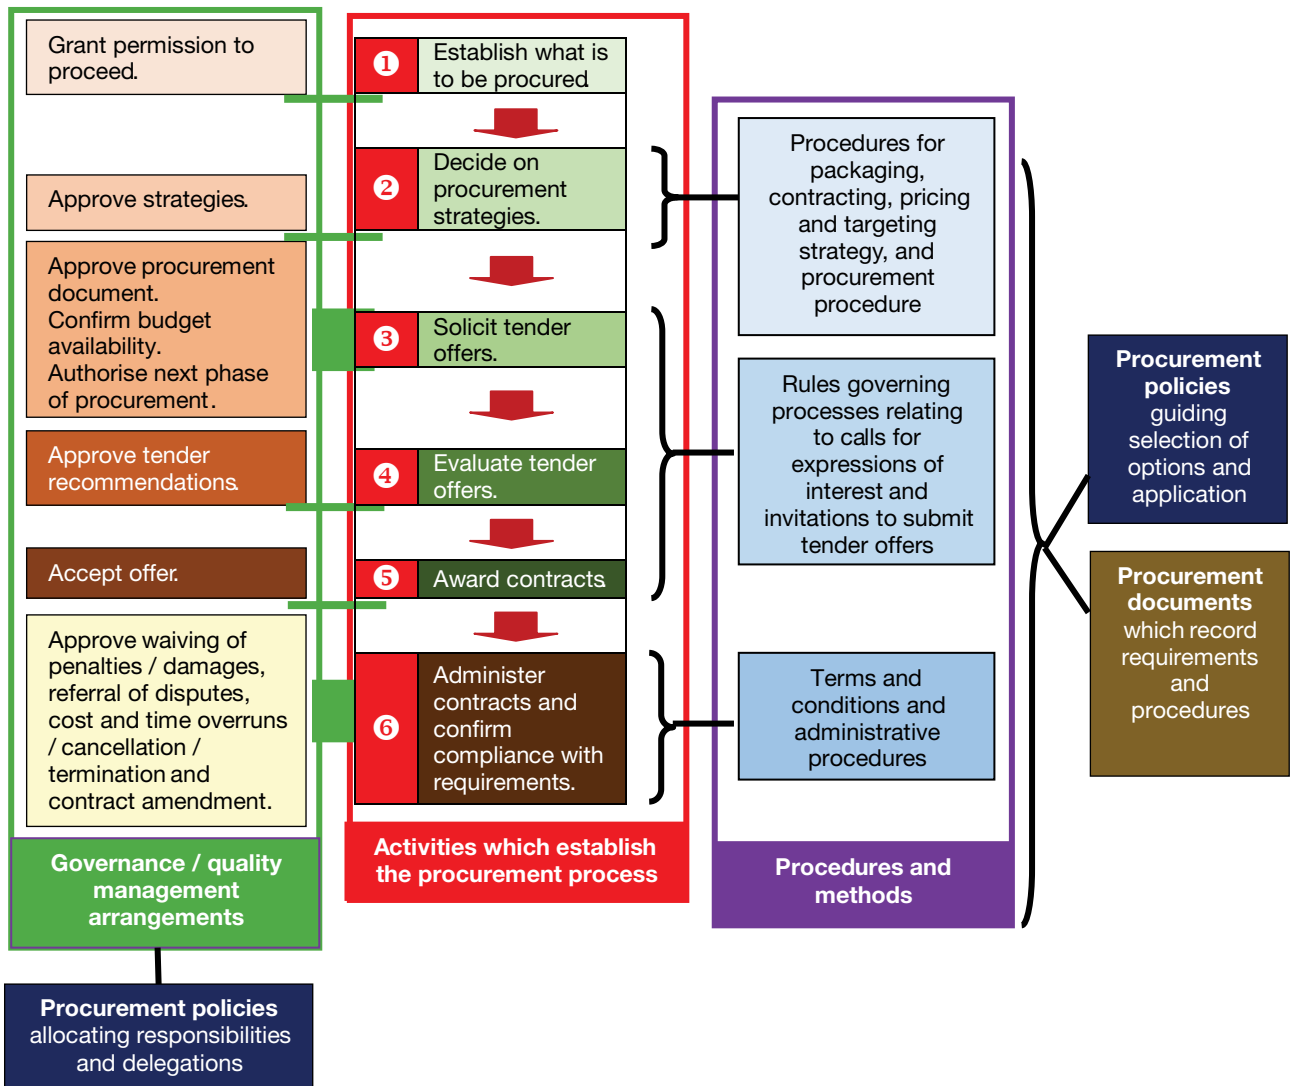 Grant permission to
proceed.
Approve strategies.
Approve procurement
document.
Confirm budget
availability.
Authorise next phase
of procurement.
Approve tender
recommendations.
Accept offer.
Approve waiving of
penalties / damages,
referral of disputes,
cost and time overruns
/ cancellation /
termination and
contract amendment.
Governance / quality
management
arrangements
Procurement policies
allocating responsibilities
and delegations
1
Establish what is
to be procured
2
Decide on
procurement
strategies.
3
Solicit tender
offers.
4
Evaluate tender
offers.
5
Award contracts.
6
Administer
contracts and
confirm
compliance with
requirements.
Activities which establish
the procurement process
Procedures for
packaging,
contracting, pricing
and targeting
strategy, and
procurement
procedure
Rules governing
processes relating
to calls for
expressions of
interest and
invitations to submit
tender offers
Terms and
conditions and
administrative
procedures
Procedures and
methods
Procurement
policies
guiding
selection of
options and
application
Procurement
documents
which record
requirements
and
procedures